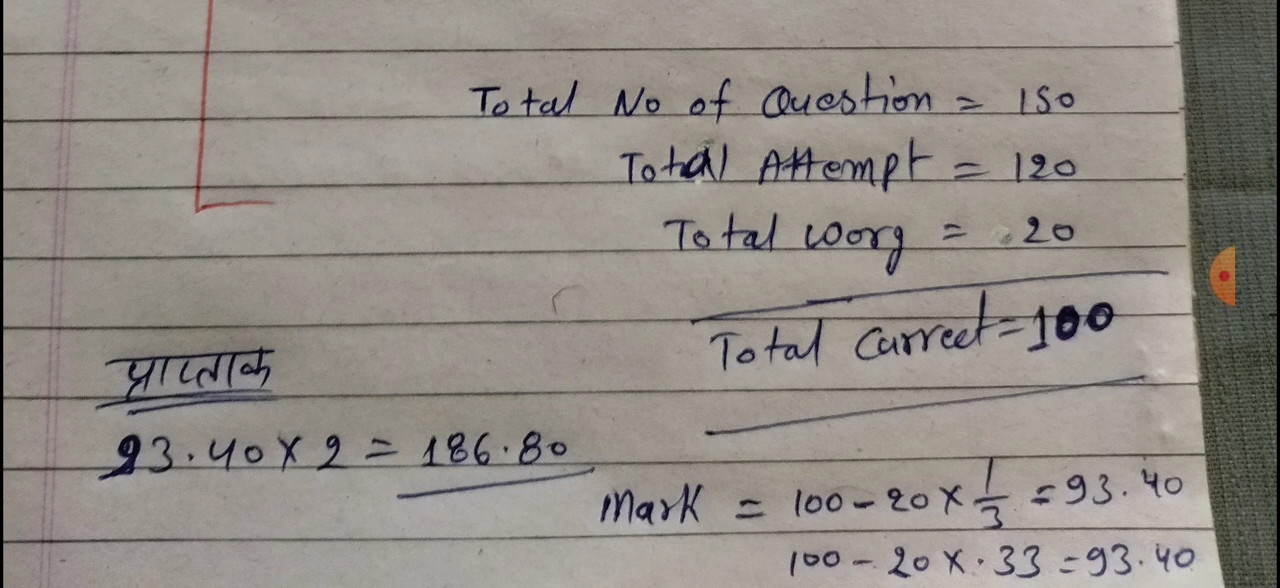 Total No of Question = 150
Total Attempt = 120
Total worg = 20
Total Carrect = 100
प्राप्ताक
93.40 x 2 = 186.80
Mark = 100 - 20 x 1/3 = 93.40
100 - 20 x .33 = 93.40